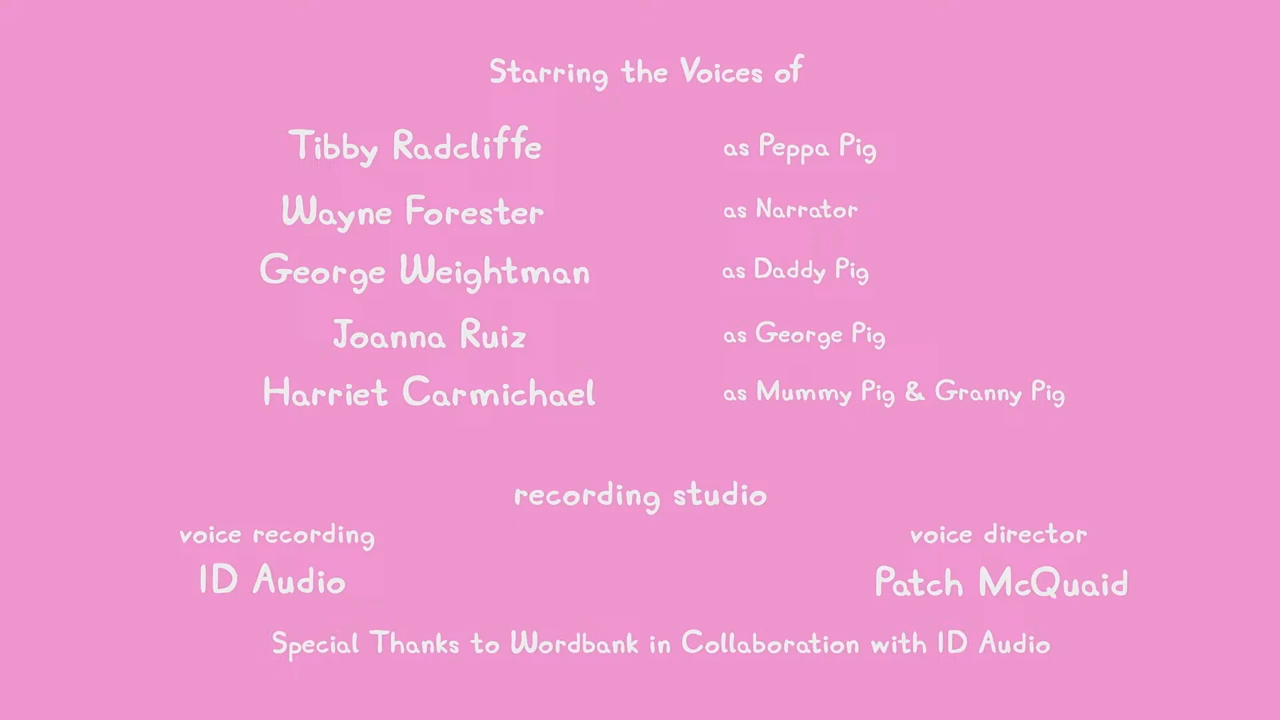 Starring the Voices of
Tibby Radcliffe as Peppa Pig
Wayne Forester as Narrator
George Weightman as Daddy Pig
Joanna Ruiz as George Pig
Harriet Carmichael as Mummy Pig & Granny Pig
recording studio
voice recording voice director
ID Audio Patch McQuaid
Special Thanks to Wordbank in Collaboration with ID Audio